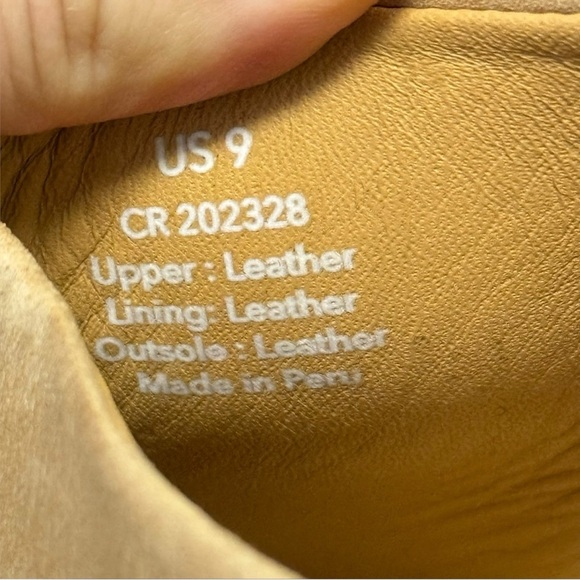 US 9
CR 202328
Upper : Leather
Lining: Leather
Outsole : Leather
Made in Peru